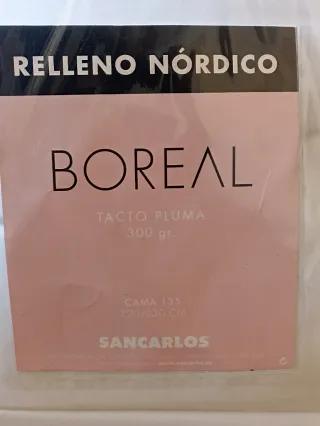 RELLENO NÓRDICO
BOREAL
TACTO PLUMA
300 gr.
CAMA 135
SANCARLOS